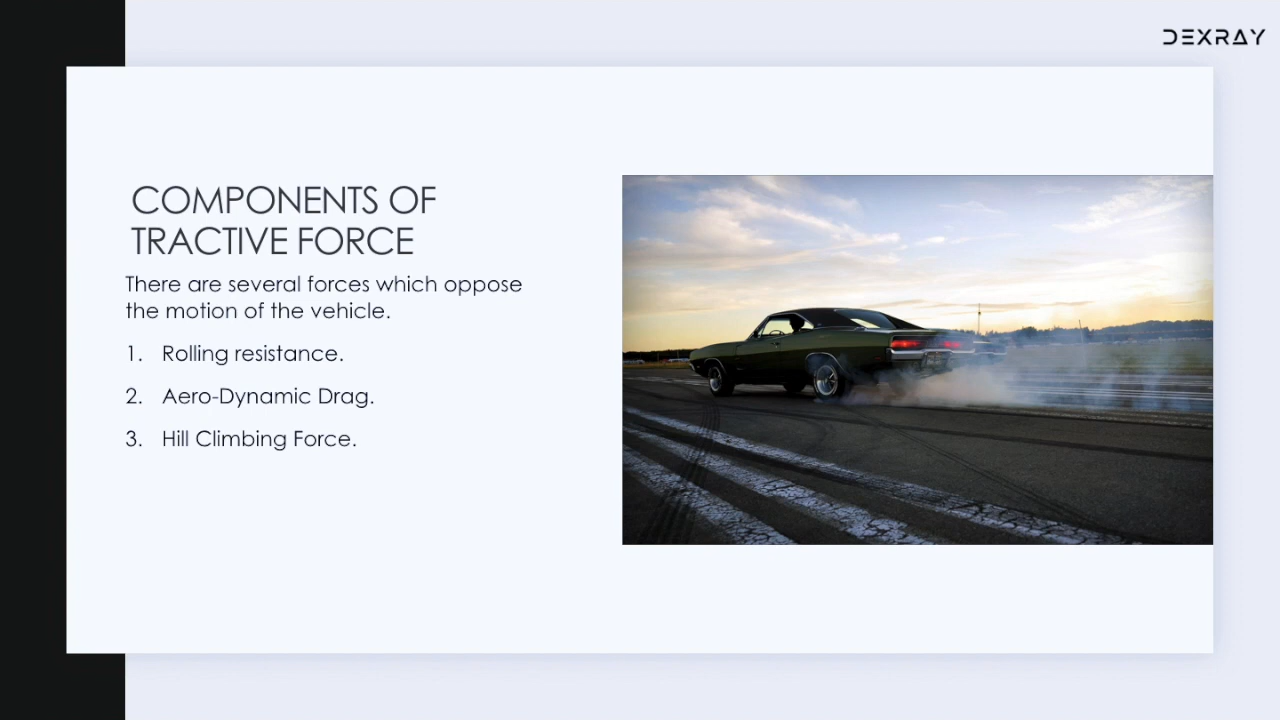 DEXRAY
COMPONENTS OF
TRACTIVE FORCE
There are several forces which oppose
the motion of the vehicle.
1. Rolling resistance.
2. Aero-Dynamic Drag.
3. Hill Climbing Force.